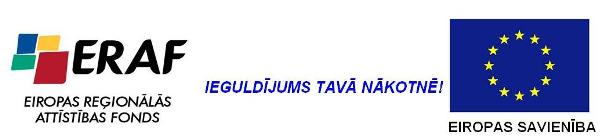 ERAF
EIROPAS REĢIONĀLĀS
ATTĪSTĪBAS FONDS
IEGULDĪJUMS TAVĀ NĀKOTNĒ!
EIROPAS SAVIENĪBA